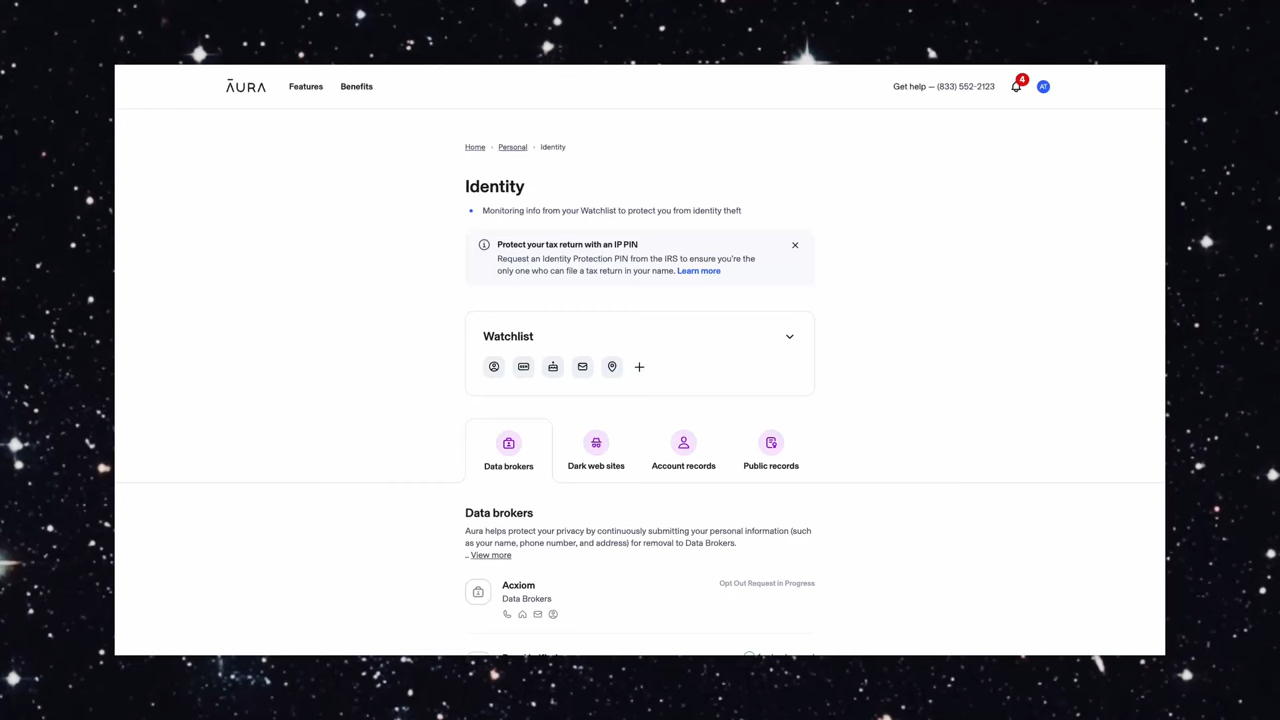 ĀURA Features Benefits Get help — (833) 552-2123 4 AT
Home › Personal › Identity
Identity
• Monitoring info from your Watchlist to protect you from identity theft
Protect your tax return with an IP PIN
Request an Identity Protection PIN from the IRS to ensure you're the
only one who can file a tax return in your name. Learn more
Watchlist
Data brokers Dark web sites Account records Public records
Data brokers
Aura helps protect your privacy by continuously submitting your personal information (such
as your name, phone number, and address) for removal to Data Brokers.
.. View more
Acxiom Opt Out Request in Progress
Data Brokers